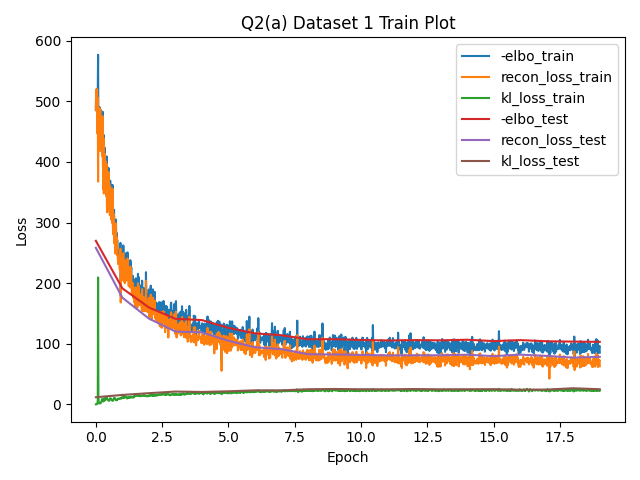 Q2(a) Dataset 1 Train Plot
600
500
400
300
200
100
0
Loss
0.0 2.5 5.0 7.5 10.0 12.5 15.0 17.5
Epoch
-elbo_train
recon_loss_train
kl_loss_train
-elbo_test
recon_loss_test
kl_loss_test